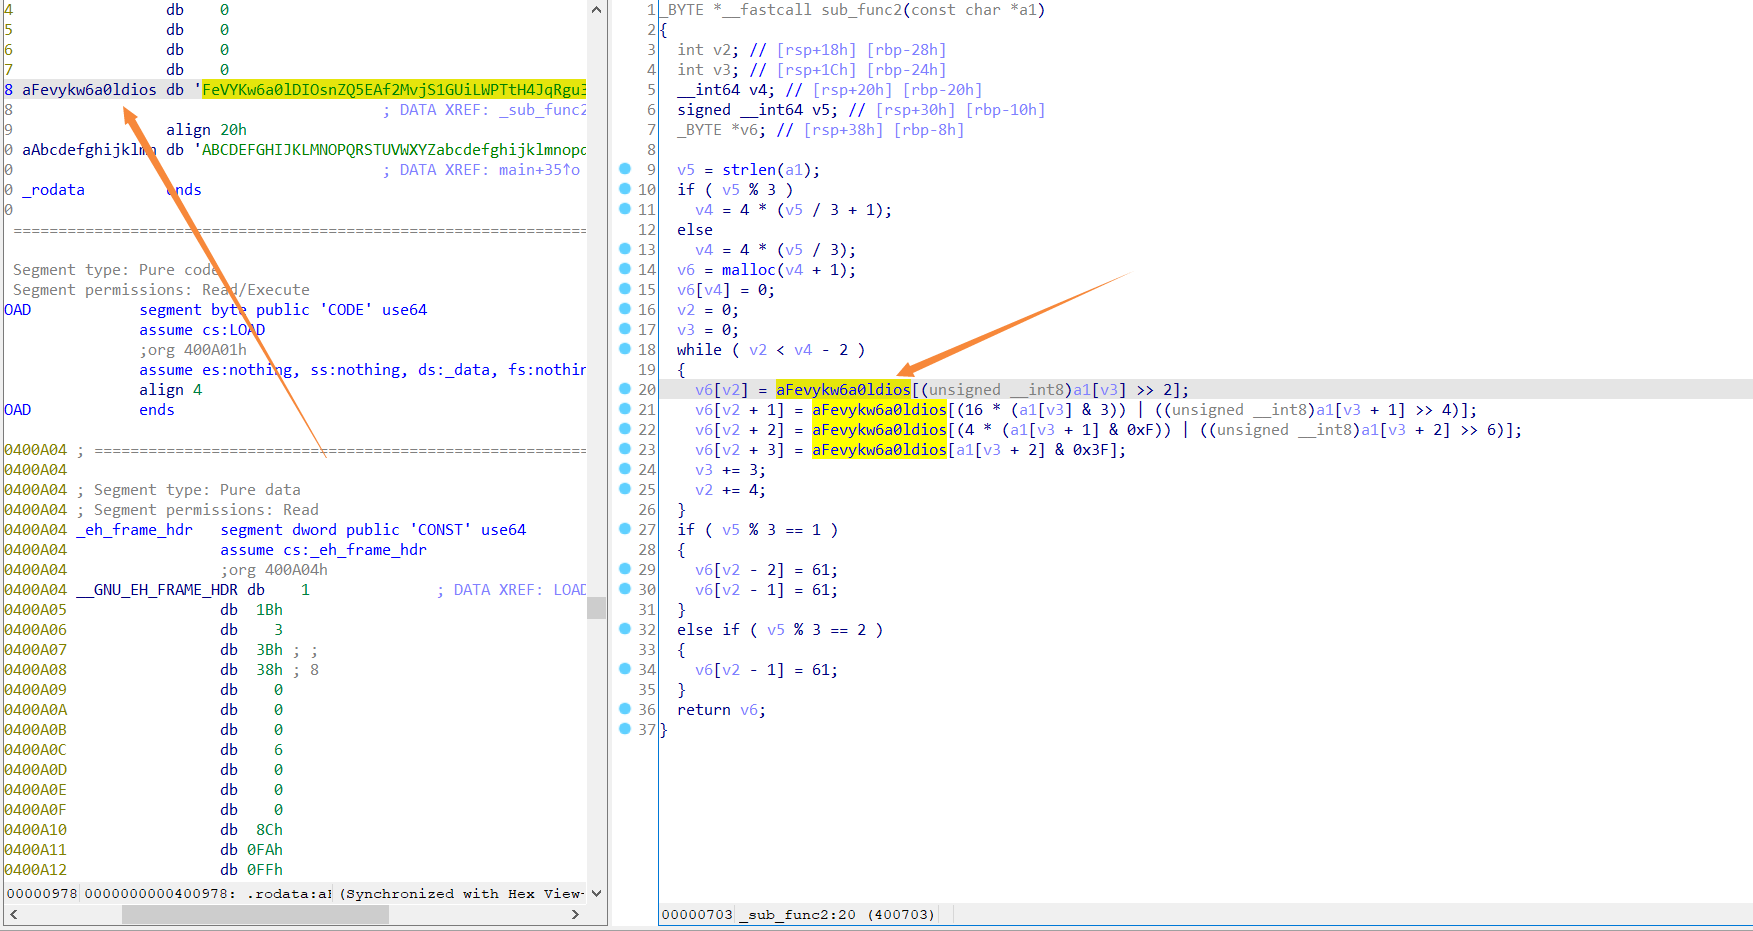 4 db 0
5 db 0
6 db 0
7 db 0
8 aFevykw6a0ldios db 'FeVYKw6a0lDIOsnZQ5EAf2MvjS1GUiLWPTtH4JqRgu3
8 ; DATA XREF: _sub_func2
9 align 20h
0 aAbcdefghijklmn db 'ABCDEFGHIJKLMNOPQRSTUVWXYZabcdefghijklmnopq
0 ; DATA XREF: main+35↑o
0 _rodata ends
0
================================================================
Segment type: Pure code
Segment permissions: Read/Execute
OAD segment byte public 'CODE' use64
assume cs:LOAD
;org 400A01h
assume es:nothing, ss:nothing, ds:_data, fs:nothin
align 4
OAD ends
0400A04 ; =======================================================
0400A04
0400A04 ; Segment type: Pure data
0400A04 ; Segment permissions: Read
0400A04 _eh_frame_hdr segment dword public 'CONST' use64
0400A04 assume cs:_eh_frame_hdr
0400A04 ;org 400A04h
0400A04 __GNU_EH_FRAME_HDR db 1 ; DATA XREF: LOAD
0400A05 db 1Bh
0400A06 db 3
0400A07 db 3Bh ; ;
0400A08 db 38h ; 8
0400A09 db 0
0400A0A db 0
0400A0B db 0
0400A0C db 6
0400A0D db 0
0400A0E db 0
0400A0F db 0
0400A10 db 8Ch
0400A11 db 0FAh
0400A12 db 0FFh
00000978 0000000000400978: .rodata:a (Synchronized with Hex View-
1 _BYTE *__fastcall sub_func2(const char *a1)
2 {
3 int v2; // [rsp+18h] [rbp-28h]
4 int v3; // [rsp+1Ch] [rbp-24h]
5 __int64 v4; // [rsp+20h] [rbp-20h]
6 signed __int64 v5; // [rsp+30h] [rbp-10h]
7 _BYTE *v6; // [rsp+38h] [rbp-8h]
8
9 v5 = strlen(a1);
10 if ( v5 % 3 )
11 v4 = 4 * (v5 / 3 + 1);
12 else
13 v4 = 4 * (v5 / 3);
14 v6 = malloc(v4 + 1);
15 v6[v4] = 0;
16 v2 = 0;
17 v3 = 0;
18 while ( v2 < v4 - 2 )
19 {
20 v6[v2] = aFevykw6a0ldios[(unsigned __int8)a1[v3] >> 2];
21 v6[v2 + 1] = aFevykw6a0ldios[(16 * (a1[v3] & 3)) | ((unsigned __int8)a1[v3 + 1] >> 4)];
22 v6[v2 + 2] = aFevykw6a0ldios[(4 * (a1[v3 + 1] & 0xF)) | ((unsigned __int8)a1[v3 + 2] >> 6)];
23 v6[v2 + 3] = aFevykw6a0ldios[a1[v3 + 2] & 0x3F];
24 v3 += 3;
25 v2 += 4;
26 }
27 if ( v5 % 3 == 1 )
28 {
29 v6[v2 - 2] = 61;
30 v6[v2 - 1] = 61;
31 }
32 else if ( v5 % 3 == 2 )
33 {
34 v6[v2 - 1] = 61;
35 }
36 return v6;
37 }
00000703 _sub_func2:20 (400703)